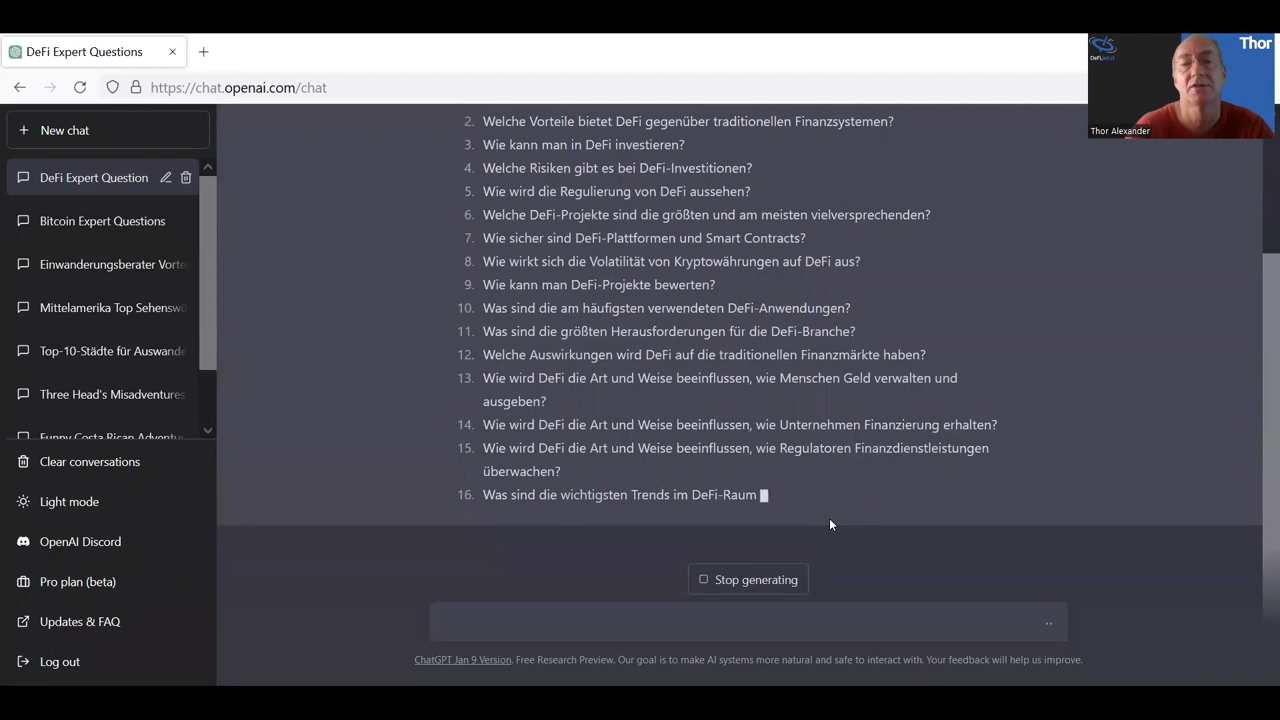 DeFi Expert Questions
Thor
DeFi.jetzt
Thor Alexander
https://chat.openai.com/chat
New chat
DeFi Expert Question
Bitcoin Expert Questions
Einwanderungsberater Vorte
Mittelamerika Top Sehenswü
Top-10-Städte für Auswande
Three Head's Misadventures
Funny Costa Rican Adventu
Clear conversations
Light mode
OpenAI Discord
Pro plan (beta)
Updates & FAQ
Log out
2. Welche Vorteile bietet DeFi gegenüber traditionellen Finanzsystemen?
3. Wie kann man in DeFi investieren?
4. Welche Risiken gibt es bei DeFi-Investitionen?
5. Wie wird die Regulierung von DeFi aussehen?
6. Welche DeFi-Projekte sind die größten und am meisten vielversprechenden?
7. Wie sicher sind DeFi-Plattformen und Smart Contracts?
8. Wie wirkt sich die Volatilität von Kryptowährungen auf DeFi aus?
9. Wie kann man DeFi-Projekte bewerten?
10. Was sind die am häufigsten verwendeten DeFi-Anwendungen?
11. Was sind die größten Herausforderungen für die DeFi-Branche?
12. Welche Auswirkungen wird DeFi auf die traditionellen Finanzmärkte haben?
13. Wie wird DeFi die Art und Weise beeinflussen, wie Menschen Geld verwalten und
ausgeben?
14. Wie wird DeFi die Art und Weise beeinflussen, wie Unternehmen Finanzierung erhalten?
15. Wie wird DeFi die Art und Weise beeinflussen, wie Regulatoren Finanzdienstleistungen
überwachen?
16. Was sind die wichtigsten Trends im DeFi-Raum
Stop generating
ChatGPT Jan 9 Version. Free Research Preview. Our goal is to make AI systems more natural and safe to interact with. Your feedback will help us improve.